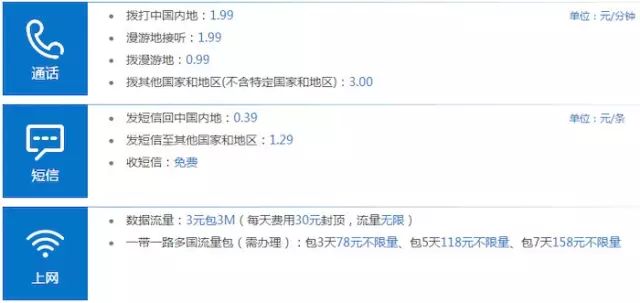 通话
• 拨打中国内地：1.99
单位：元/分钟
• 漫游地接听：1.99
• 拨漫游地：0.99
• 拨其他国家和地区(不含特定国家和地区)：3.00
短信
• 发短信回中国内地：0.39
单位：元/条
• 发短信至其他国家和地区：1.29
• 收短信：免费
上网
• 数据流量：3元包3M（每天费用30元封顶，流量无限）
• 一带一路多国流量包（需办理）：包3天78元不限量、包5天118元不限量、包7天158元不限量